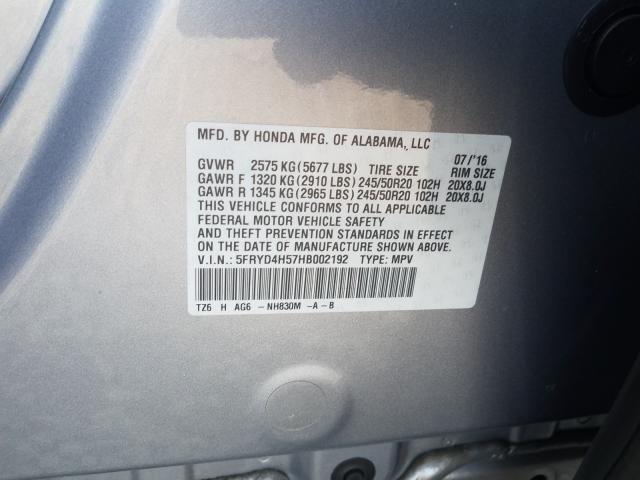 MFD. BY HONDA MFG. OF ALABAMA, LLC 07/'16
GVWR 2575 KG(5677 LBS) TIRE SIZE RIM SIZE
GAWR F 1320 KG(2910 LBS) 245/50R20 102H 20X8.0J
GAWR R 1345 KG(2965 LBS) 245/50R20 102H 20X8.0J
THIS VEHICLE CONFORMS TO ALL APPLICABLE
FEDERAL MOTOR VEHICLE SAFETY
AND THEFT PREVENTION STANDARDS IN EFFECT
ON THE DATE OF MANUFACTURE SHOWN ABOVE.
V.I.N.: 5FRYD4H57HB002192 TYPE: MPV
TZ6 H AG6 -NH830M -A-B